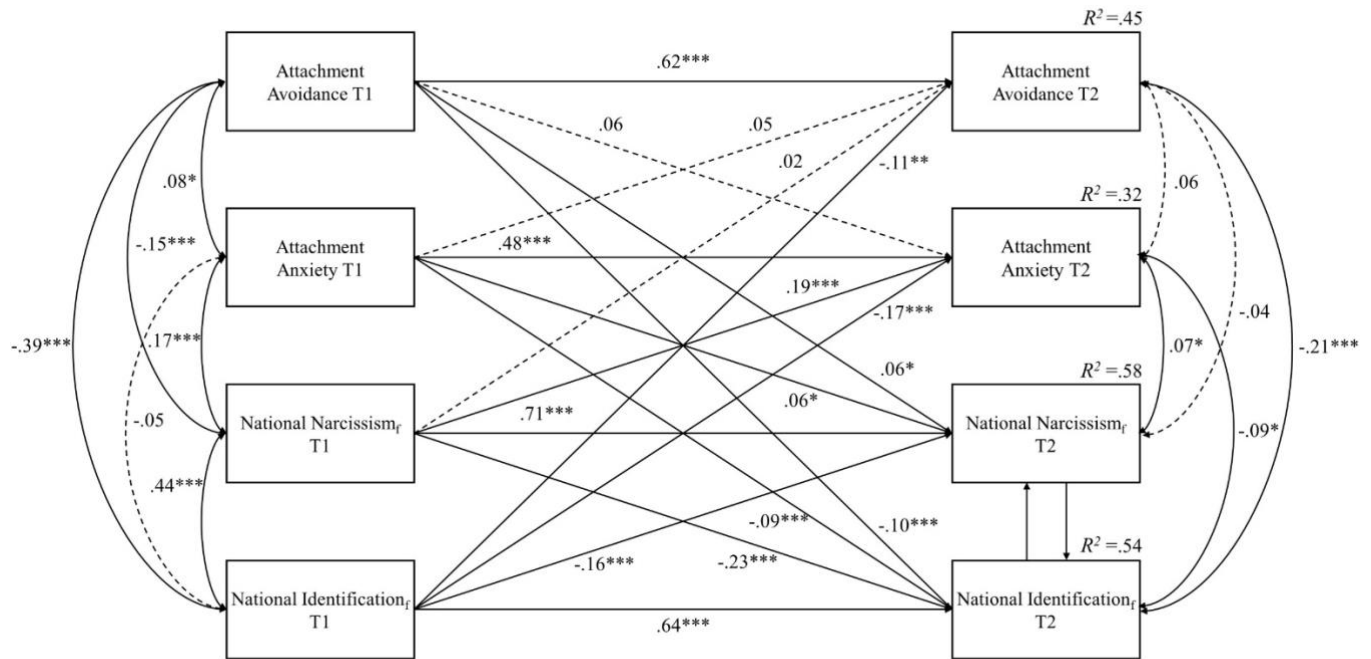 R² =.45
Attachment
Avoidance T1
.62***
Attachment
Avoidance T2
.06
.05
.02
-.11**
.08*
.06
R² =.32
-.15***
Attachment
Anxiety T1
.48***
Attachment
Anxiety T2
.19***
-.17***
-.04
-.39***
.17***
.07*
-.21***
.06*
R² =.58
.06*
-.05
National Narcissismf
T1
.71***
National Narcissismf
T2
-.09*
.44***
-.09***
-.10***
-.16***
-.23***
R² =.54
National Identificationf
T1
.64***
National Identificationf
T2